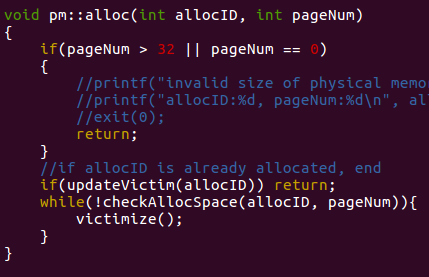 void pm::alloc(int allocID, int pageNum)
{
    if(pageNum > 32 || pageNum == 0)
    {
        //printf("invalid size of physical memo
        //printf("allocID:%d, pageNum:%d\n", al
        //exit(0);
        return;
    }
    //if allocID is already allocated, end
    if(updateVictim(allocID)) return;
    while(!checkAllocSpace(allocID, pageNum)){
        victimize();
    }
}